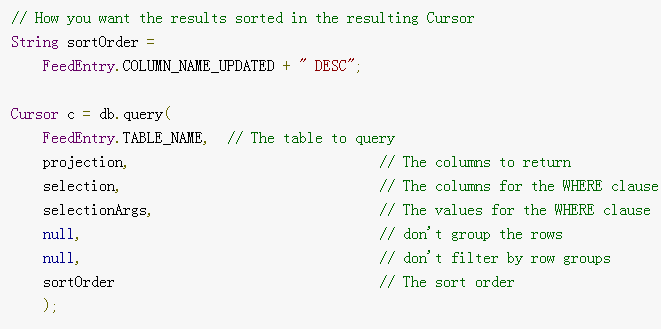 // How you want the results sorted in the resulting Cursor
String sortOrder =
    FeedEntry.COLUMN_NAME_UPDATED + " DESC";

Cursor c = db.query(
    FeedEntry.TABLE_NAME,  // The table to query
    projection,                               // The columns to return
    selection,                                // The columns for the WHERE clause
    selectionArgs,                            // The values for the WHERE clause
    null,                                     // don't group the rows
    null,                                     // don't filter by row groups
    sortOrder                                 // The sort order
    );